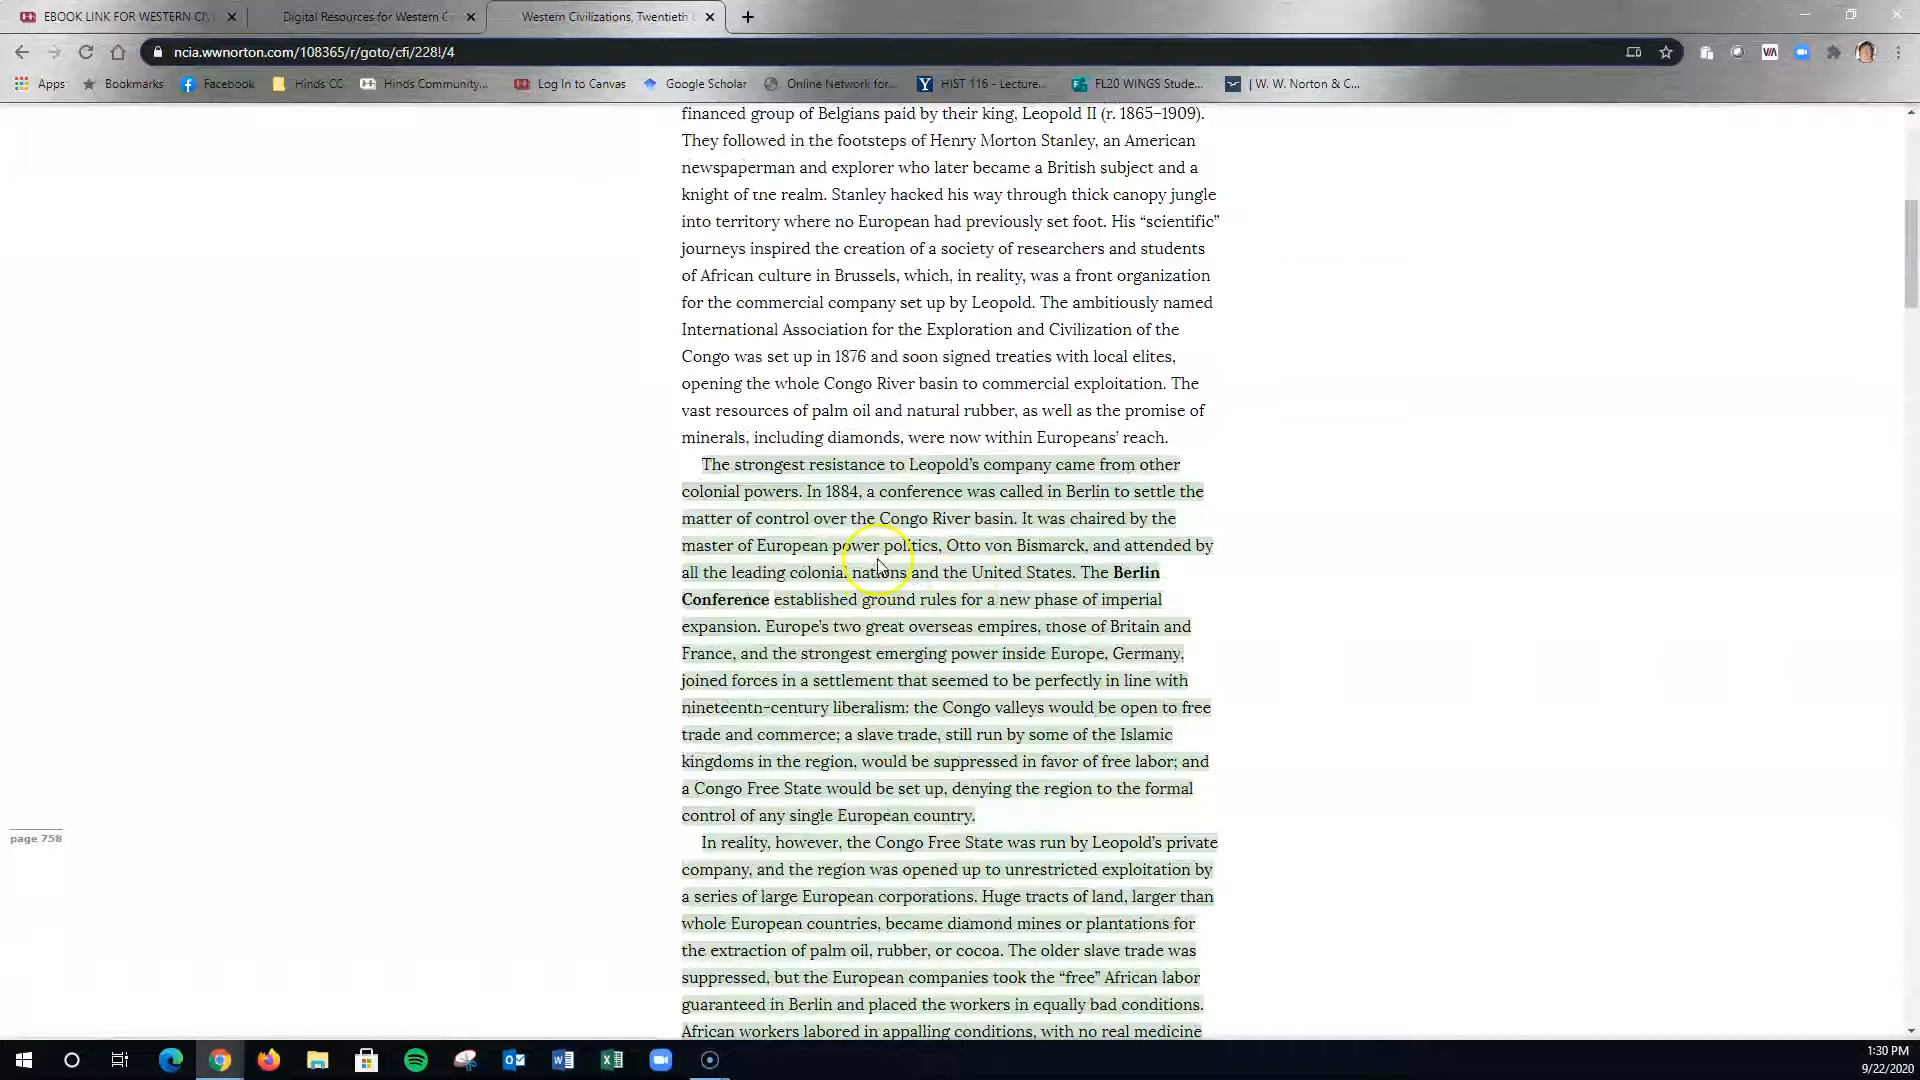 EBOOK LINK FOR WESTERN CIVI
Digital Resources for Western C
Western Civilizations, Twentieth E
ncia.wwnorton.com/108365/r/goto/cfi/228!/4
Apps
Bookmarks
Facebook
Hinds CC
Hinds Community...
Log In to Canvas
Google Scholar
Online Network for...
HIST 116 - Lecture...
FL20 WINGS Stude...
| W. W. Norton & C...
financed group of Belgians paid by their king, Leopold II (r. 1865–1909).
They followed in the footsteps of Henry Morton Stanley, an American
newspaperman and explorer who later became a British subject and a
knight of tne realm. Stanley hacked his way through thick canopy jungle
into territory where no European had previously set foot. His “scientific”
journeys inspired the creation of a society of researchers and students
of African culture in Brussels, which, in reality, was a front organization
for the commercial company set up by Leopold. The ambitiously named
International Association for the Exploration and Civilization of the
Congo was set up in 1876 and soon signed treaties with local elites,
opening the whole Congo River basin to commercial exploitation. The
vast resources of palm oil and natural rubber, as well as the promise of
minerals, including diamonds, were now within Europeans’ reach.
The strongest resistance to Leopold’s company came from other
colonial powers. In 1884, a conference was called in Berlin to settle the
matter of control over the Congo River basin. It was chaired by the
master of European power politics, Otto von Bismarck, and attended by
all the leading colonial nations and the United States. The Berlin
Conference established ground rules for a new phase of imperial
expansion. Europe’s two great overseas empires, those of Britain and
France, and the strongest emerging power inside Europe, Germany,
joined forces in a settlement that seemed to be perfectly in line with
nineteentn-century liberalism: the Congo valleys would be open to free
trade and commerce; a slave trade, still run by some of the Islamic
kingdoms in the region, would be suppressed in favor of free labor; and
a Congo Free State would be set up, denying the region to the formal
control of any single European country.
page 758
In reality, however, the Congo Free State was run by Leopold’s private
company, and the region was opened up to unrestricted exploitation by
a series of large European corporations. Huge tracts of land, larger than
whole European countries, became diamond mines or plantations for
the extraction of palm oil, rubber, or cocoa. The older slave trade was
suppressed, but the European companies took the “free” African labor
guaranteed in Berlin and placed the workers in equally bad conditions.
African workers labored in appalling conditions, with no real medicine
1:30 PM
9/22/2020